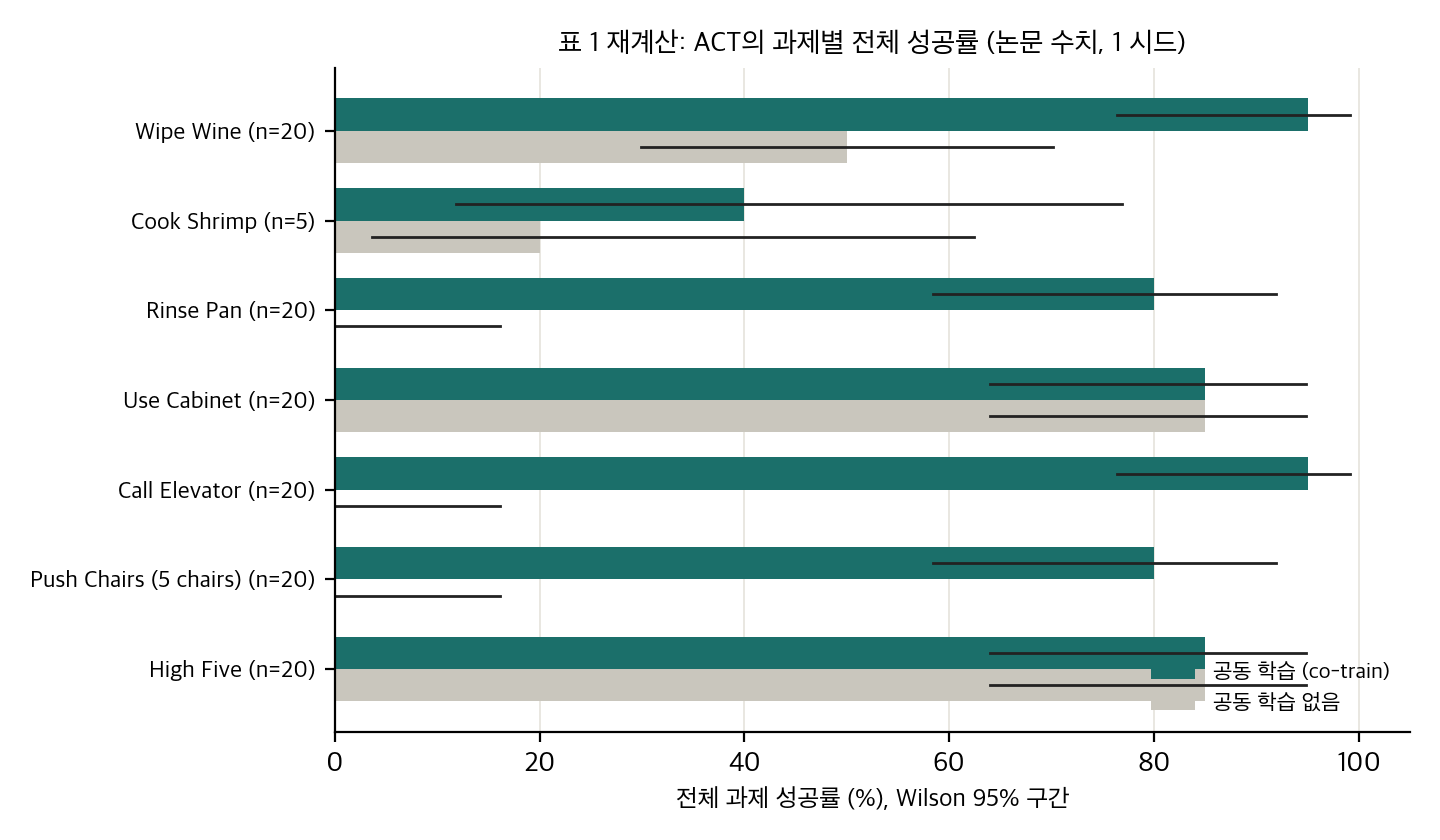 표 1 재계산: ACT의 과제별 전체 성공률 (논문 수치, 1 시드)
Wipe Wine (n=20)
Cook Shrimp (n=5)
Rinse Pan (n=20)
Use Cabinet (n=20)
Call Elevator (n=20)
Push Chairs (5 chairs) (n=20)
High Five (n=20)
공동 학습 (co-train)
공동 학습 없음
0 20 40 60 80 100
전체 과제 성공률 (%), Wilson 95% 구간